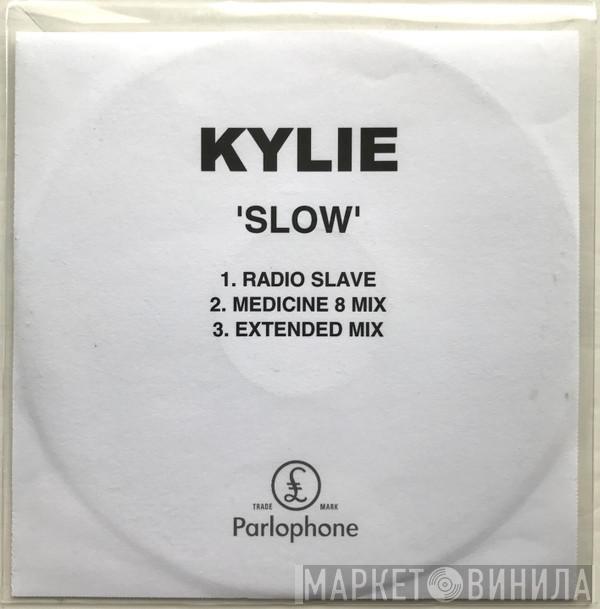 KYLIE
'SLOW'
1. RADIO SLAVE
2. MEDICINE 8 MIX
3. EXTENDED MIX
£
TRADE MARK
Parlophone
МАРКЕТ ВИНИЛА